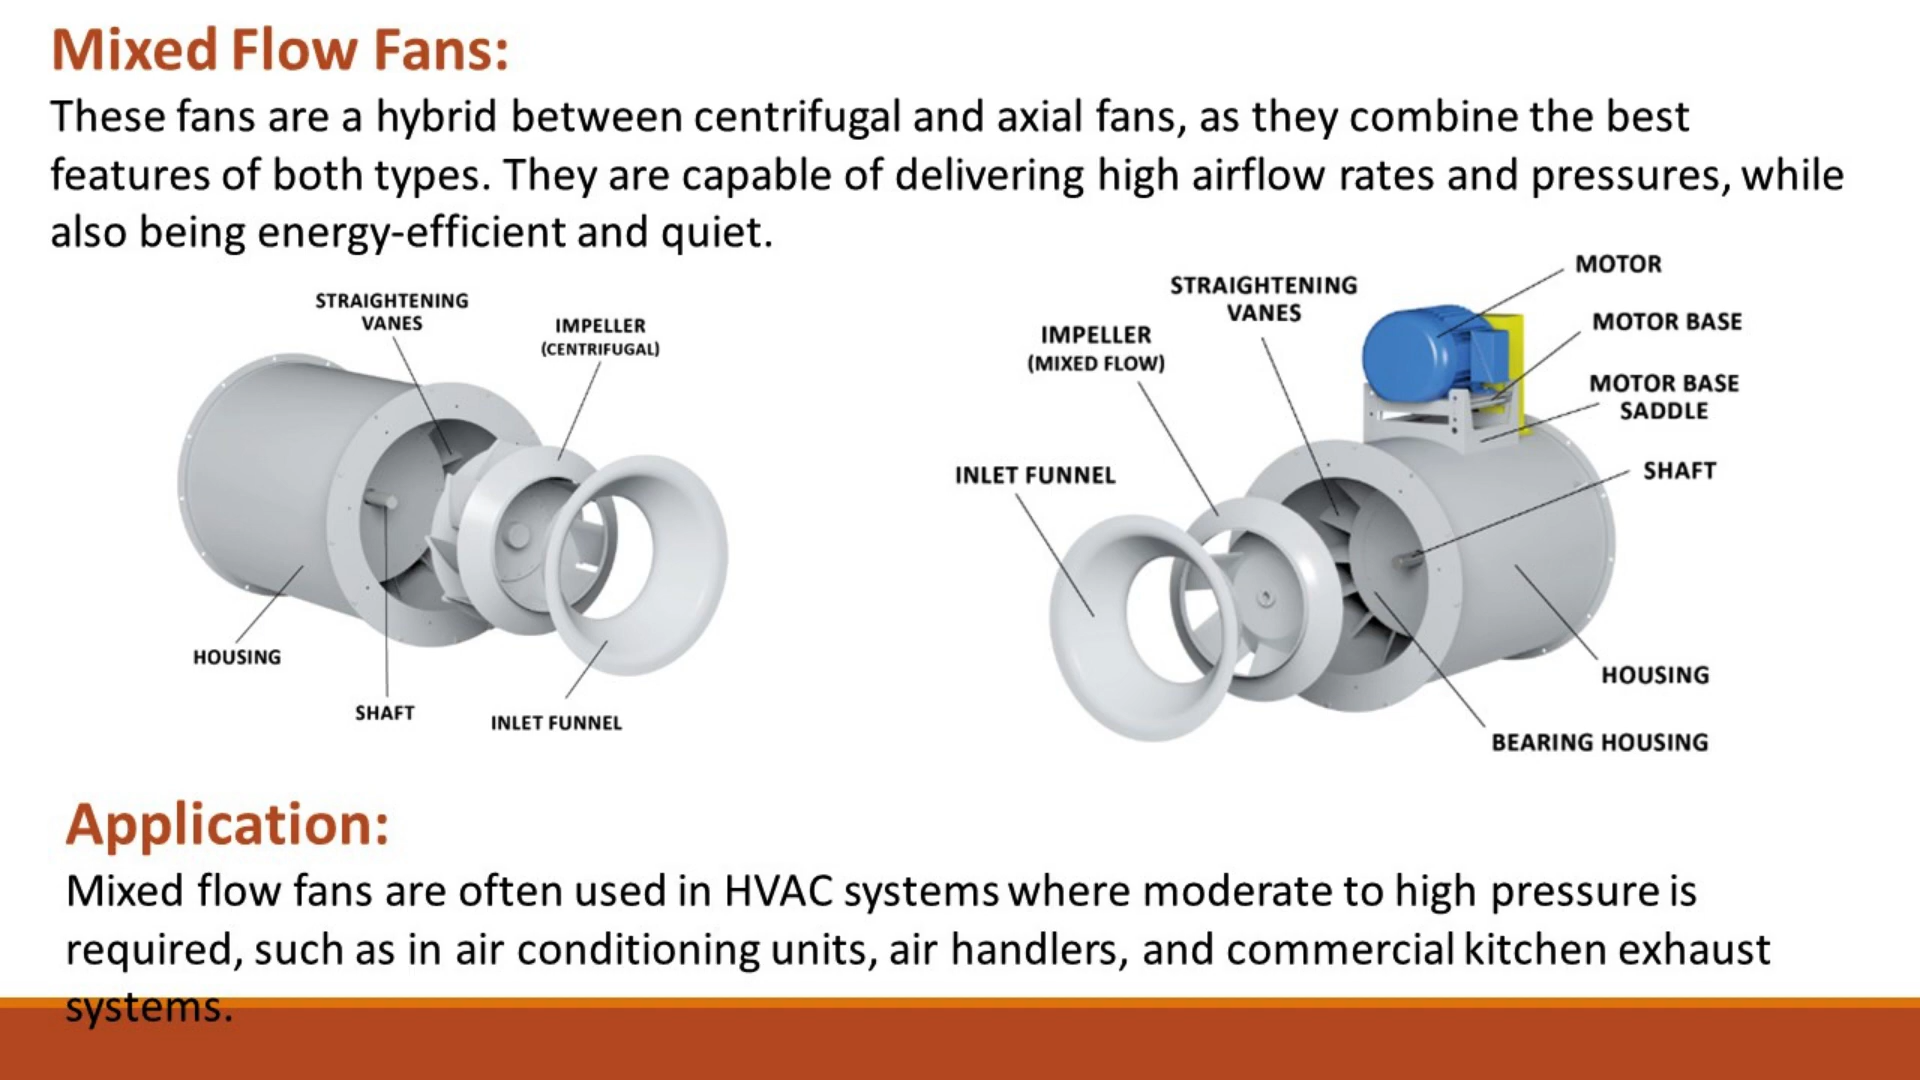 Mixed Flow Fans:
These fans are a hybrid between centrifugal and axial fans, as they combine the best
features of both types. They are capable of delivering high airflow rates and pressures, while
also being energy-efficient and quiet.
STRAIGHTENING
VANES
IMPELLER
(CENTRIFUGAL)
HOUSING
SHAFT
INLET FUNNEL
MOTOR
STRAIGHTENING
VANES
MOTOR BASE
IMPELLER
(MIXED FLOW)
MOTOR BASE
SADDLE
SHAFT
INLET FUNNEL
HOUSING
BEARING HOUSING
Application:
Mixed flow fans are often used in HVAC systems where moderate to high pressure is
required, such as in air conditioning units, air handlers, and commercial kitchen exhaust
systems.